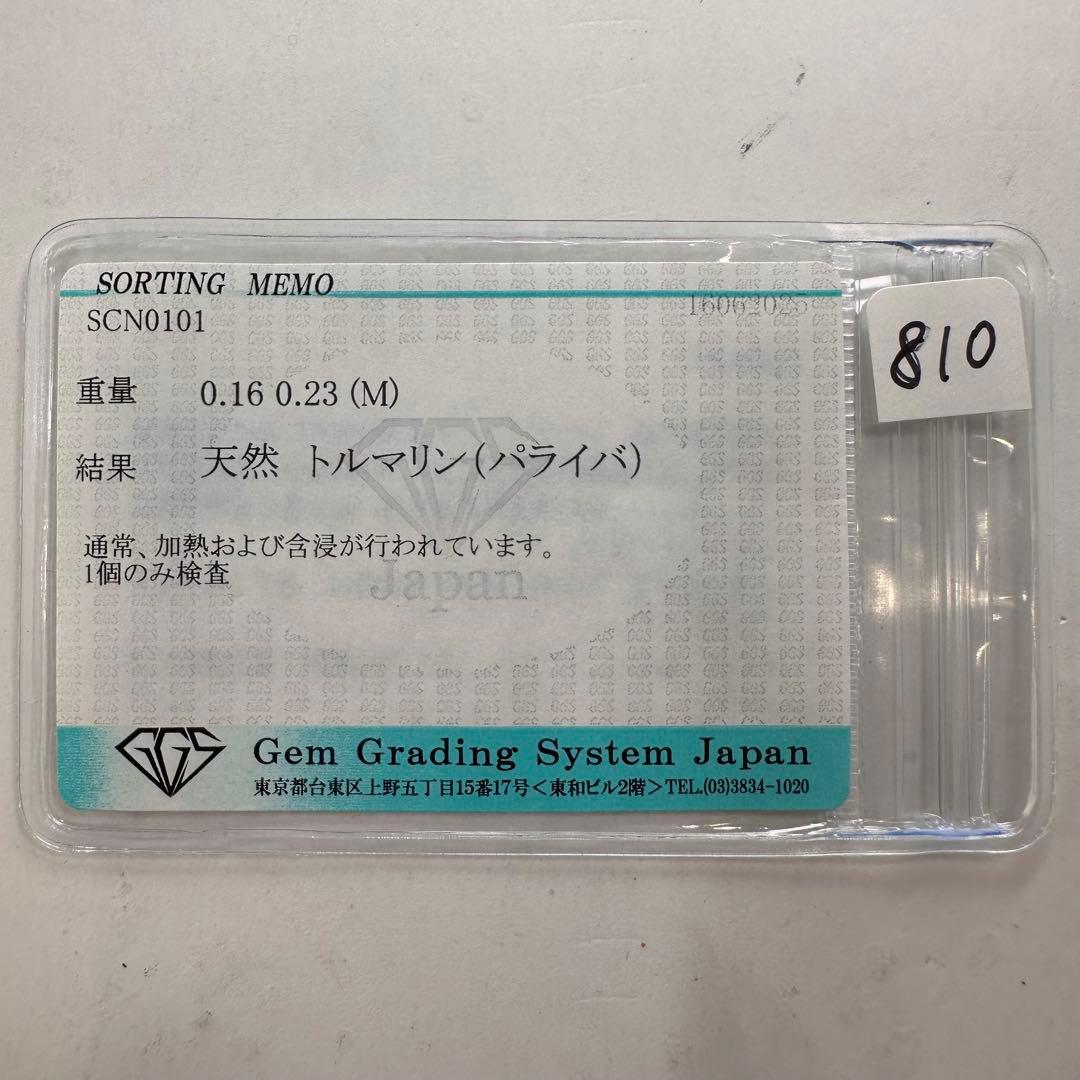 SORTING MEMO
16062025
SCN0101
810
重量 0.16 0.23 (M)
結果 天然 トルマリン(パライバ)
通常、加熱および含浸が行われています。
1個のみ検査
Japan
GGS Gem Grading System Japan
東京都台東区上野五丁目15番17号<東和ビル2階>TEL.(03)3834-1020